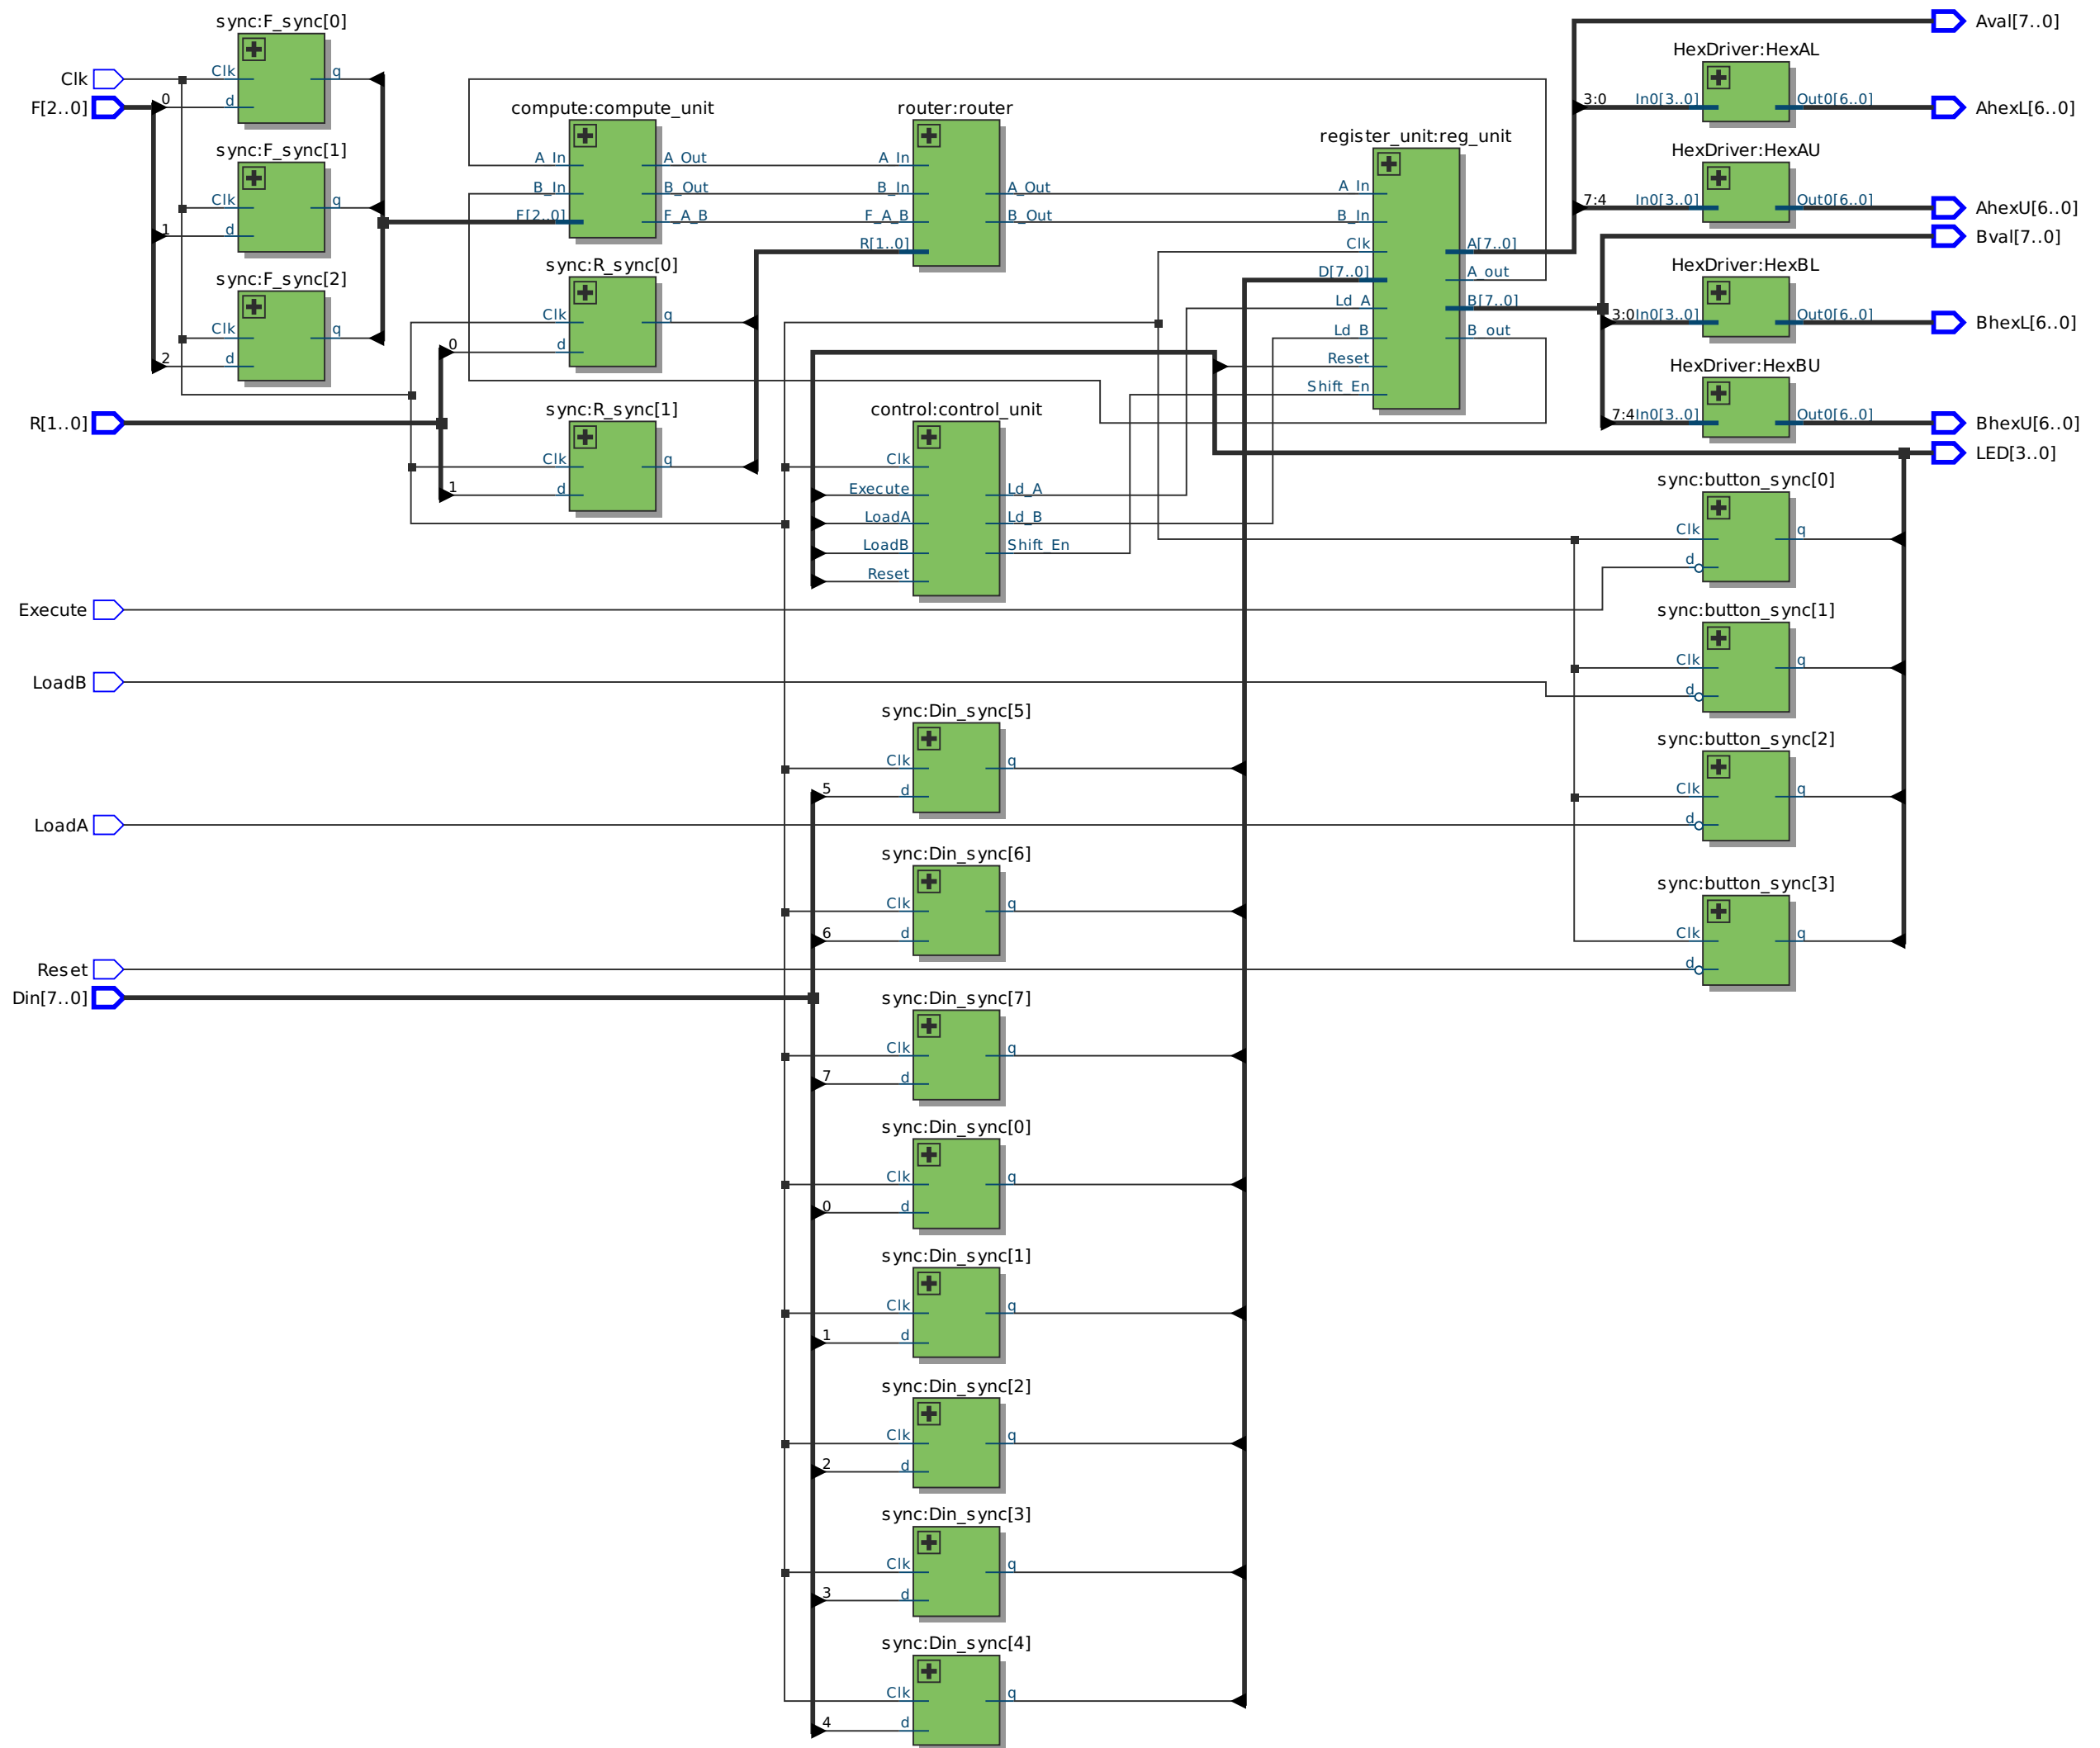 sync:F_sync[0]
Clk
q
d
0
Clk
F[2..0]
sync:F_sync[1]
Clk
q
d
1
sync:F_sync[2]
Clk
q
d
2
compute:compute_unit
A_In
A_Out
B_In
B_Out
F[2..0]
F_A_B
router:router
A_In
B_In
A_Out
F_A_B
B_Out
R[1..0]
register_unit:reg_unit
A_In
B_In
Clk
A[7..0]
D[7..0]
A_out
Ld_A
B[7..0]
Ld_B
B_out
Reset
Shift_En
Aval[7..0]
HexDriver:HexAL
3:0
In0[3..0]
Out0[6..0]
AhexL[6..0]
HexDriver:HexAU
7:4
In0[3..0]
Out0[6..0]
AhexU[6..0]
Bval[7..0]
HexDriver:HexBL
3:0
In0[3..0]
Out0[6..0]
BhexL[6..0]
HexDriver:HexBU
7:4
In0[3..0]
Out0[6..0]
BhexU[6..0]
LED[3..0]
sync:R_sync[0]
Clk
q
0
d
R[1..0]
sync:R_sync[1]
Clk
q
1
d
control:control_unit
Clk
Execute
Ld_A
LoadA
Ld_B
LoadB
Shift_En
Reset
sync:button_sync[0]
Clk
q
d
Execute
sync:button_sync[1]
Clk
q
d
LoadB
sync:button_sync[2]
Clk
q
d
LoadA
sync:button_sync[3]
Clk
q
d
Reset
Din[7..0]
sync:Din_sync[5]
Clk
q
5
d
sync:Din_sync[6]
Clk
q
6
d
sync:Din_sync[7]
Clk
q
7
d
sync:Din_sync[0]
Clk
q
0
d
sync:Din_sync[1]
Clk
q
1
d
sync:Din_sync[2]
Clk
q
2
d
sync:Din_sync[3]
Clk
q
3
d
sync:Din_sync[4]
Clk
q
4
d